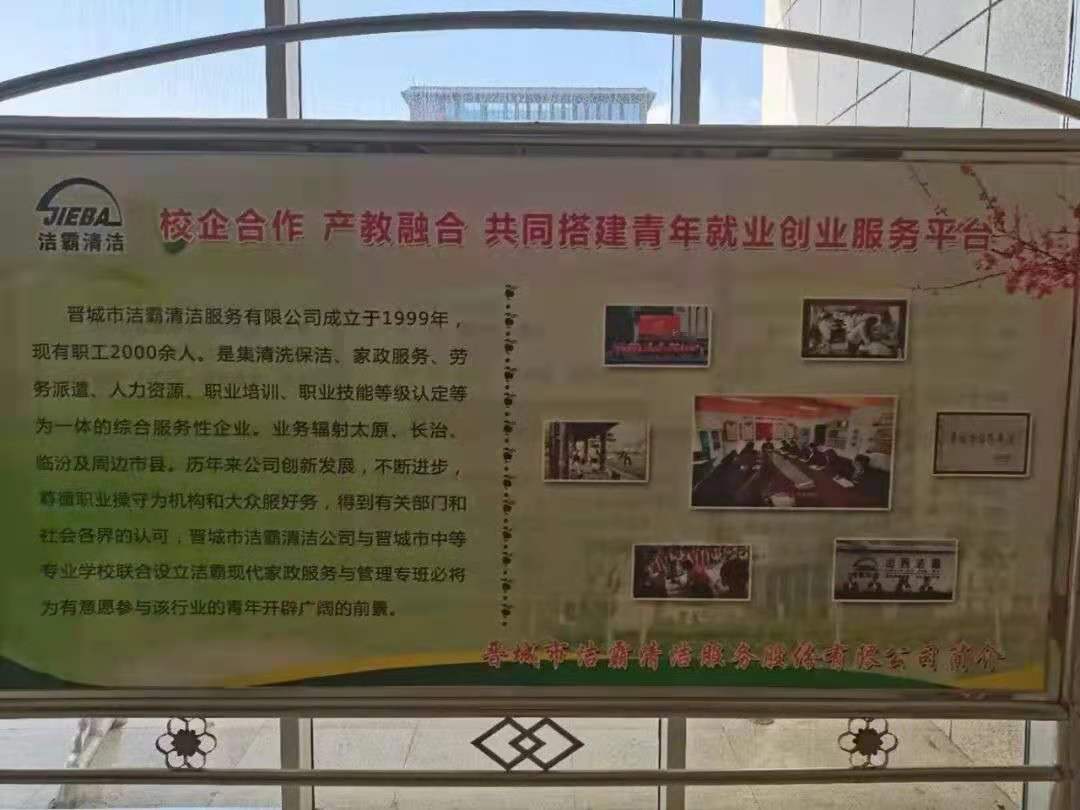 JIEBA
洁霸清洁
校企合作 产教融合 共同搭建青年就业创业服务平台
晋城市洁霸清洁服务有限公司成立于1999年，
现有职工2000余人。是集清洗保洁、家政服务、劳
务派遣、人力资源、职业培训、职业技能等级认定等
为一体的综合服务性企业。业务辐射太原、长治、
临汾及周边市县。历年来公司创新发展，不断进步，
尊循职业操守为机构和大众服好务，得到有关部门和
社会各界的认可，晋城市洁霸清洁公司与晋城市中等
专业学校联合设立洁霸现代家政服务与管理专班必将
为有意愿参与该行业的青年开辟广阔的前景。
山西洁霸
晋城市洁霸清洁服务股份有限公司简介